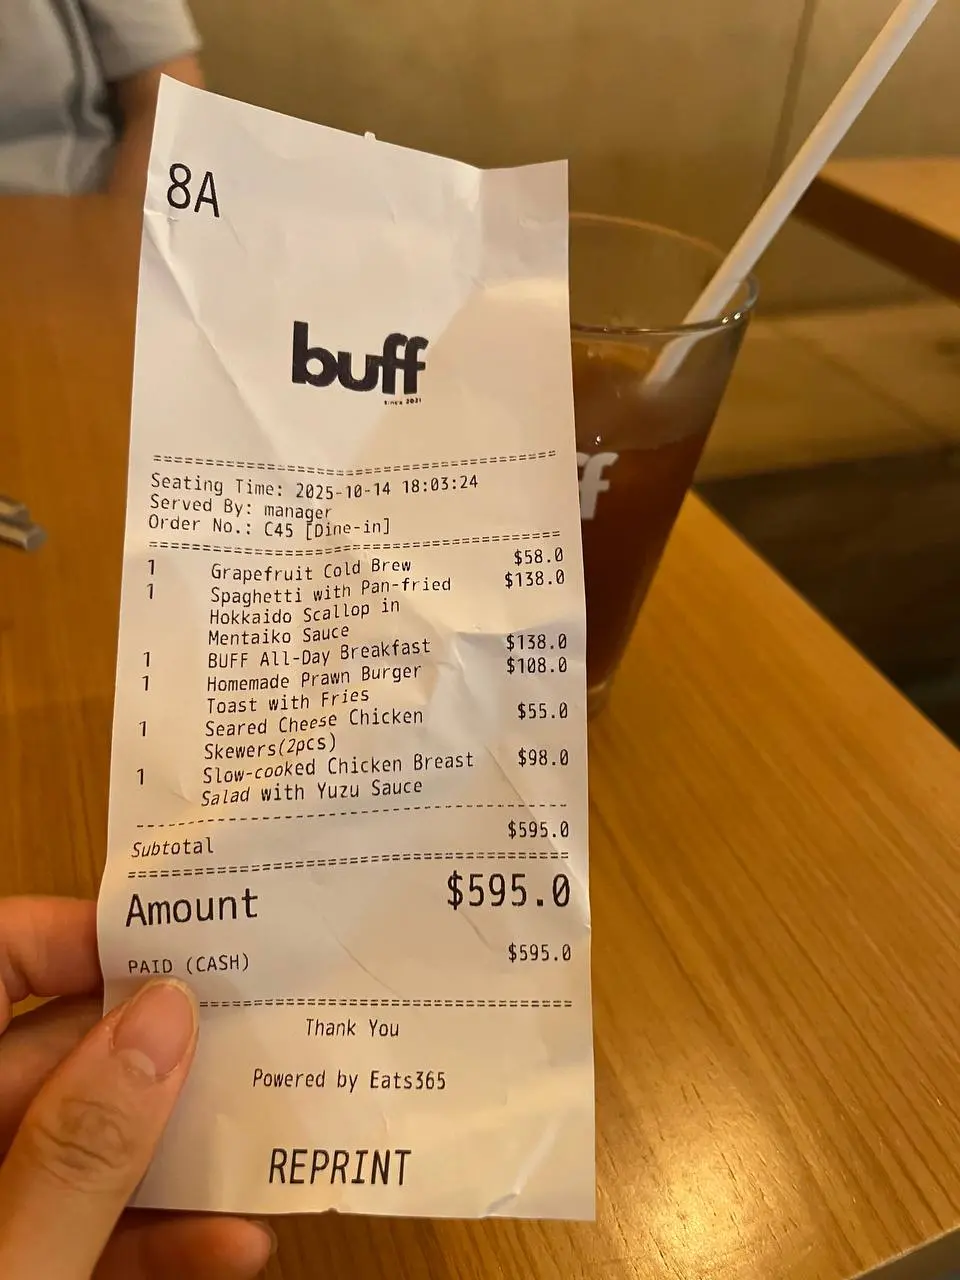 8A
buff
since 2021
Seating Time: 2025-10-14 18:03:24
Served By: manager
Order No.: C45 [Dine-in]
1 Grapefruit Cold Brew $58.0
1 Spaghetti with Pan-fried $138.0
Hokkaido Scallop in
Mentaiko Sauce
1 BUFF All-Day Breakfast $138.0
1 Homemade Prawn Burger $108.0
Toast with Fries
1 Seared Cheese Chicken $55.0
Skewers(2pcs)
1 Slow-cooked Chicken Breast $98.0
Salad with Yuzu Sauce
Subtotal $595.0
Amount $595.0
PAID (CASH) $595.0
Thank You
Powered by Eats365
REPRINT
ff